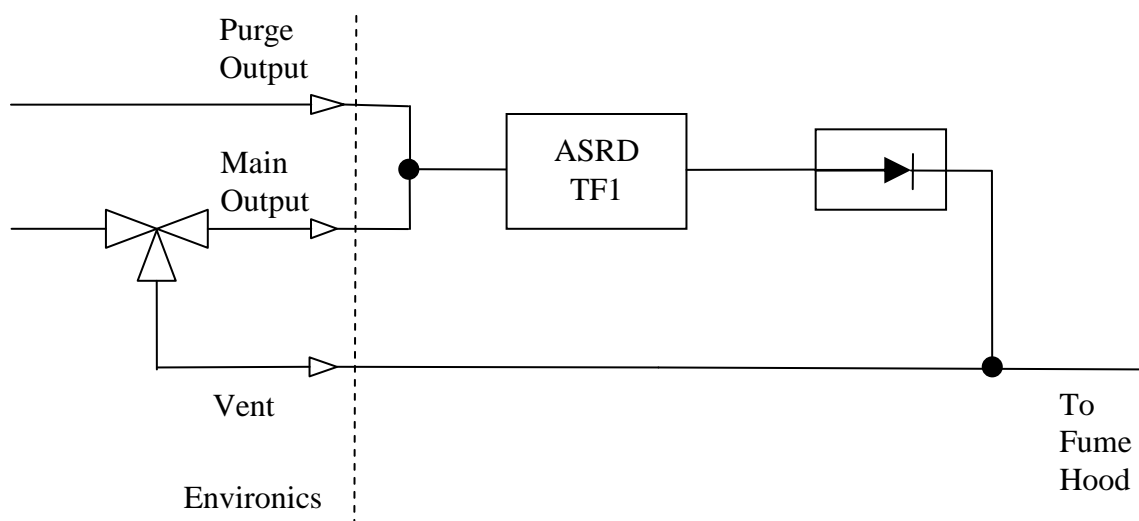 Purge
Output
Main
Output
ASRD
TF1
Vent
To
Fume
Hood
Environics